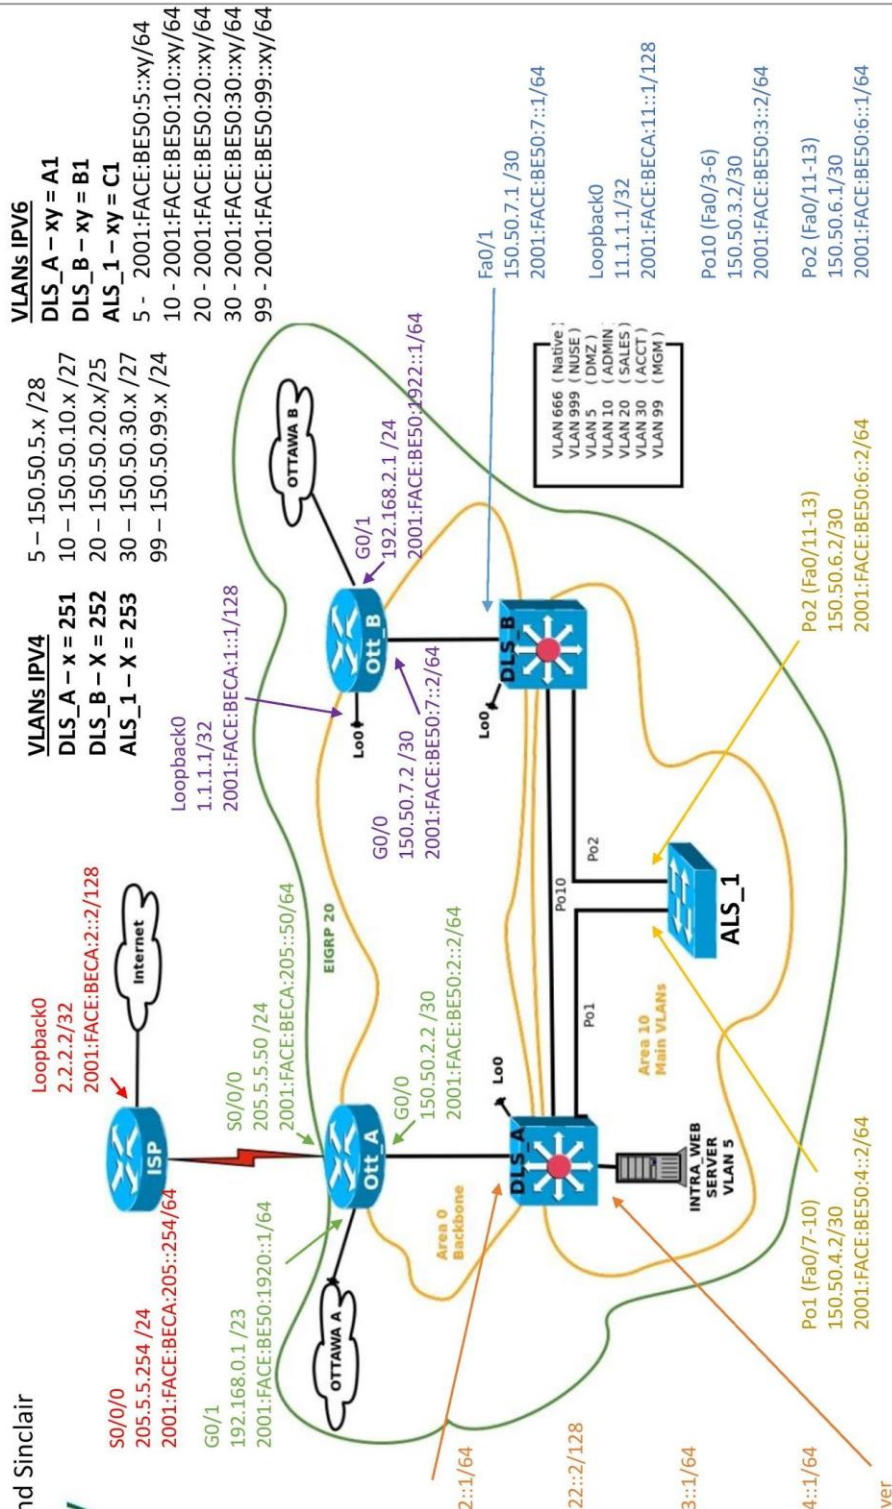 nd Sinclair
VLANs IPV4
DLS_A – x = 251
DLS_B - X = 252
ALS_1 - X = 253
5 – 150.50.5.x /28
10 – 150.50.10.x /27
20 – 150.50.20.x/25
30 – 150.50.30.x /27
99 – 150.50.99.x /24
VLANs IPV6
DLS_A – xy = A1
DLS_B - xy = B1
ALS_1 - xy = C1
5 - 2001:FACE:BE50:5::xy/64
10 - 2001:FACE:BE50:10::xy/64
20 - 2001:FACE:BE50:20::xy/64
30 - 2001:FACE:BE50:30::xy/64
99 - 2001:FACE:BE50:99::xy/64
Loopback0
2.2.2.2/32
2001:FACE:BECA:2::2/128
Internet
ISP
S0/0/0
205.5.5.254 /24
2001:FACE:BECA:205::254/64
S0/0/0
205.5.5.50 /24
2001:FACE:BECA:205::50/64
G0/1
192.168.0.1 /23
2001:FACE:BE50:1920::1/64
OTTAWA A
Ott_A
EIGRP 20
G0/0
150.50.2.2 /30
2001:FACE:BE50:2::2/64
Loopback0
1.1.1.1/32
2001:FACE:BECA:1::1/128
Lo0
Ott_B
OTTAWA B
G0/1
192.168.2.1 /24
2001:FACE:BE50:1922::1/64
G0/0
150.50.7.2 /30
2001:FACE:BE50:7::2/64
Area 0
Backbone
DLS_A
Lo0
Lo0
DLS_B
Fa0/1
150.50.7.1 /30
2001:FACE:BE50:7::1/64
Loopback0
11.1.1.1/32
2001:FACE:BECA:11::1/128
Po10 (Fa0/3-6)
150.50.3.2/30
2001:FACE:BE50:3::2/64
Po2 (Fa0/11-13)
150.50.6.1/30
2001:FACE:BE50:6::1/64
VLAN 666 ( Native )
VLAN 999 ( NUSE )
VLAN 5 ( DMZ )
VLAN 10 ( ADMIN
VLAN 20 ( SALES )
VLAN 30 ( ACCT )
VLAN 99 ( MGM )
Po10
Po1
Po2
INTRA_WEB
SERVER
VLAN 5
Area 10
Main VLANs
ALS_1
Po1 (Fa0/7-10)
150.50.4.2/30
2001:FACE:BE50:4::2/64
Po2 (Fa0/11-13)
150.50.6.2/30
2001:FACE:BE50:6::2/64
2::1/64
22::2/128
3::1/64
4::1/64
ver